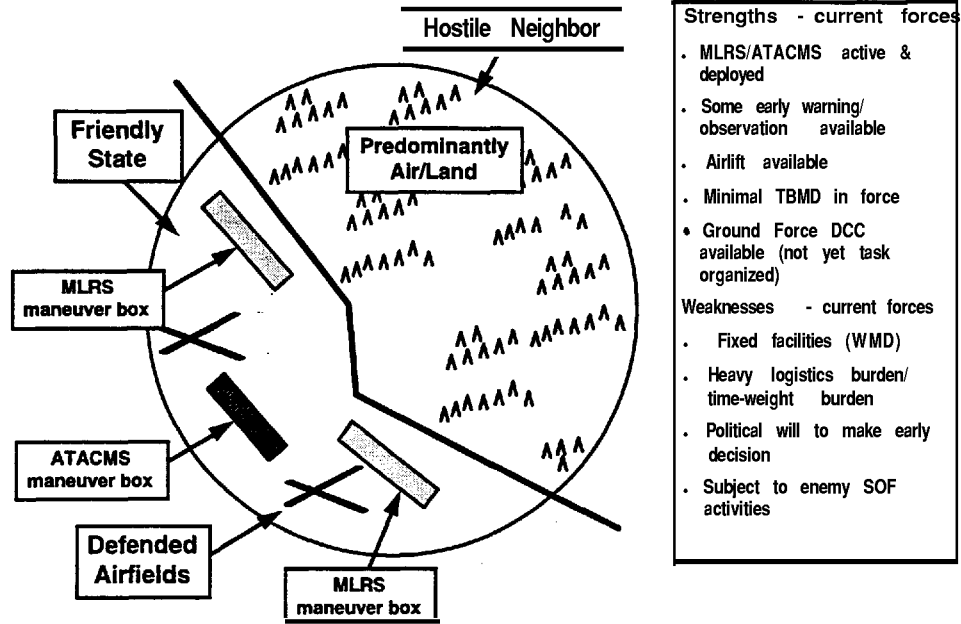 Hostile Neighbor
Friendly
State
Predominantly
Air/Land
MLRS
maneuver box
ATACMS
maneuver box
Defended
Airfields
MLRS
maneuver box
Strengths - current forces
. MLRS/ATACMS active &
deployed
. Some early warning/
observation available
. Airlift available
. Minimal TBMD in force
• Ground Force DCC
available (not yet task
organized)
Weaknesses - current forces
. Fixed facilities (WMD)
. Heavy logistics burden/
time-weight burden
. Political will to make early
decision
. Subject to enemy SOF
activities